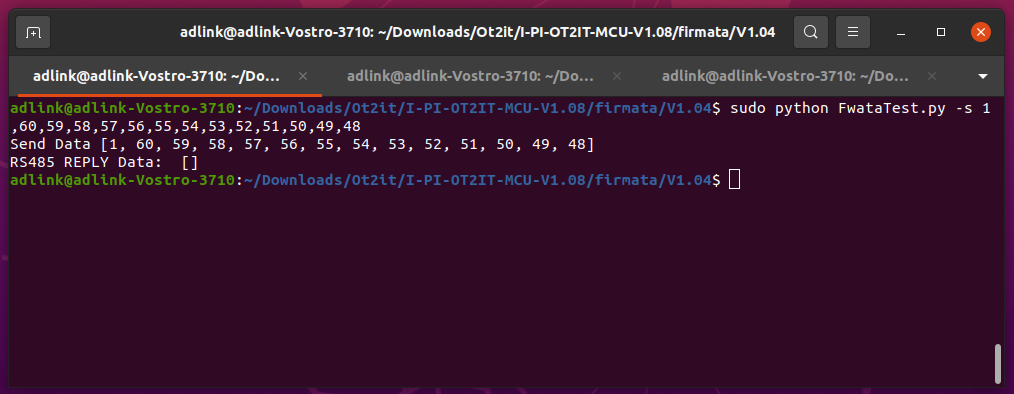 adlink@adlink-Vostro-3710: ~/Downloads/Ot2it/I-PI-OT2IT-MCU-V1.08/firmata/V1.04
adlink@adlink-Vostro-3710: ~/Do... adlink@adlink-Vostro-3710: ~/Do... adlink@adlink-Vostro-3710: ~/Do...
adlink@adlink-Vostro-3710:~/Downloads/Ot2it/I-PI-OT2IT-MCU-V1.08/firmata/V1.04$ sudo python FwataTest.py -s 1
,60,59,58,57,56,55,54,53,52,51,50,49,48
Send Data [1, 60, 59, 58, 57, 56, 55, 54, 53, 52, 51, 50, 49, 48]
RS485 REPLY Data:  []
adlink@adlink-Vostro-3710:~/Downloads/Ot2it/I-PI-OT2IT-MCU-V1.08/firmata/V1.04$